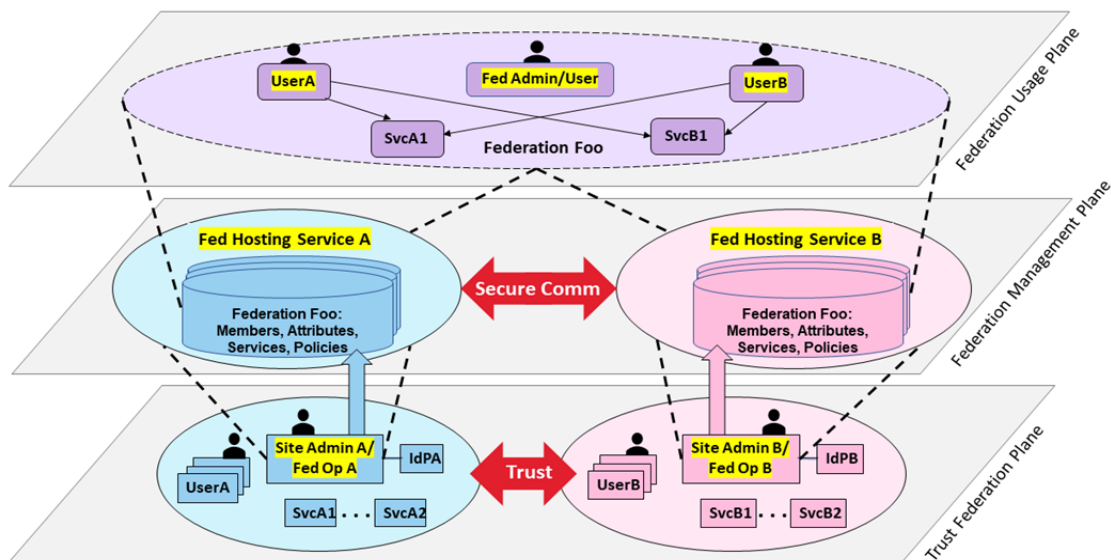 UserA
Fed Admin/User
UserB
SvcA1
SvcB1
Federation Foo
Federation Usage Plane
Fed Hosting Service A
Fed Hosting Service B
Secure Comm
Federation Foo:
Members, Attributes,
Services, Policies
Federation Foo:
Members, Attributes,
Services, Policies
Federation Management Plane
Site Admin A/
Fed Op A
IdPA
UserA
SvcA1 . . . SvcA2
Trust
Site Admin B/
Fed Op B
IdPB
UserB
SvcB1 . . . SvcB2
Trust Federation Plane